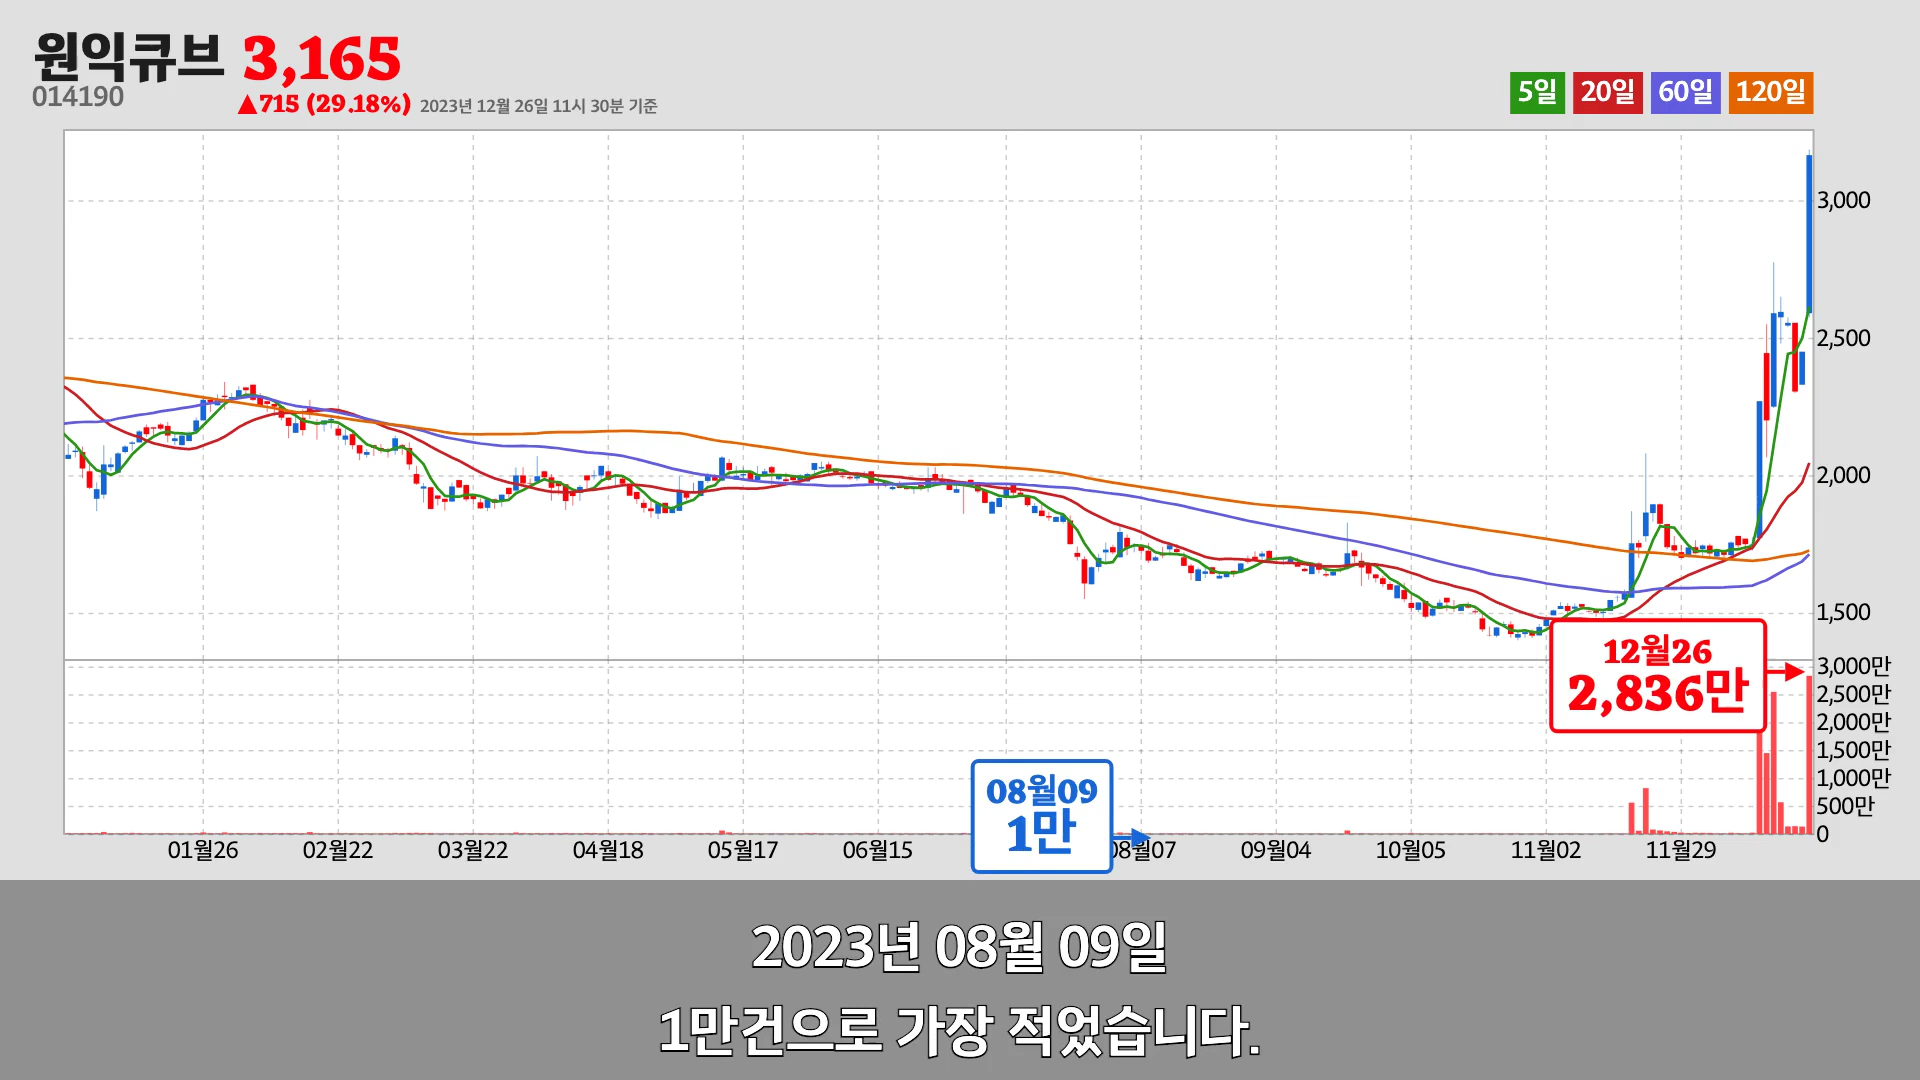 원익큐브 3,165
014190
▲715 (29.18%) 2023년 12월 26일 11시 30분 기준
5일 20일 60일 120일
3,000
2,500
2,000
1,500
3,000만
2,500만
2,000만
1,500만
1,000만
500만
0
12월26
2,836만
08월09
1만
01월26 02월22 03월22 04월18 05월17 06월15 08월07 09월04 10월05 11월02 11월29
2023년 08월 09일
1만건으로 가장 적었습니다.